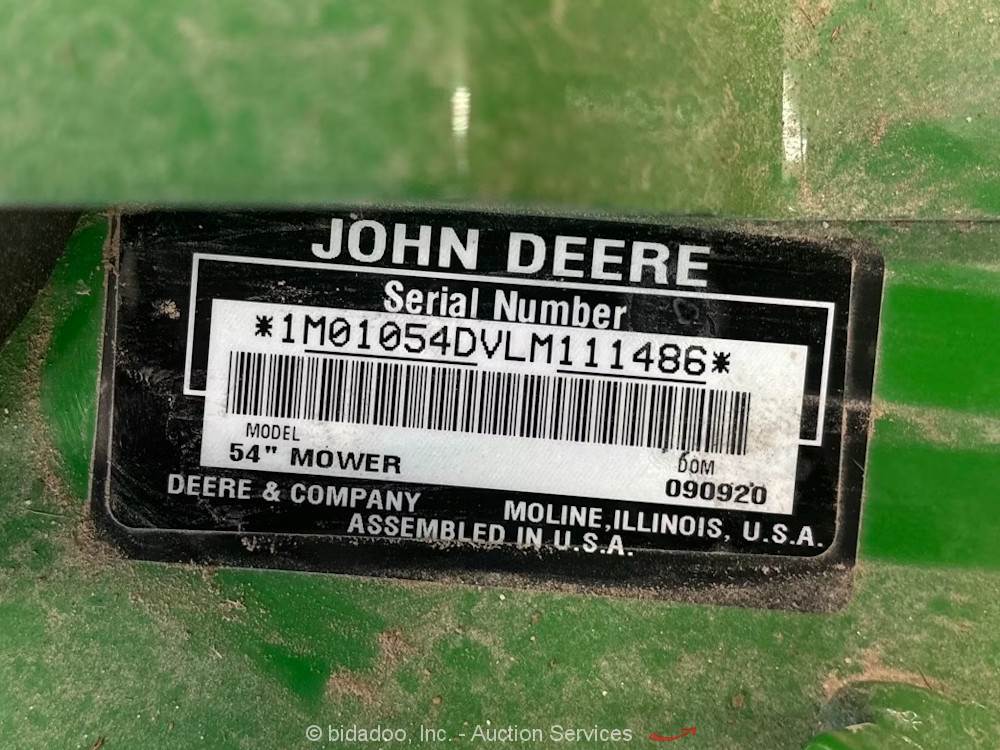 JOHN DEERE
Serial Number
*1M01054DVLM111486*
MODEL
54" MOWER
DOM
090920
DEERE & COMPANY MOLINE, ILLINOIS, U.S.A.
ASSEMBLED IN U.S.A.
© bidadoo, Inc. - Auction Services